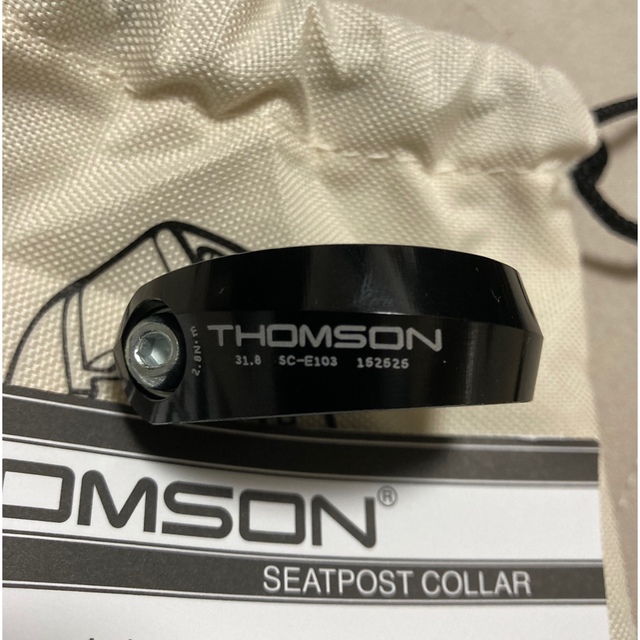 THOMSON
31.8 SC-E103 152525
2.8N·m
OMSON®
SEATPOST COLLAR